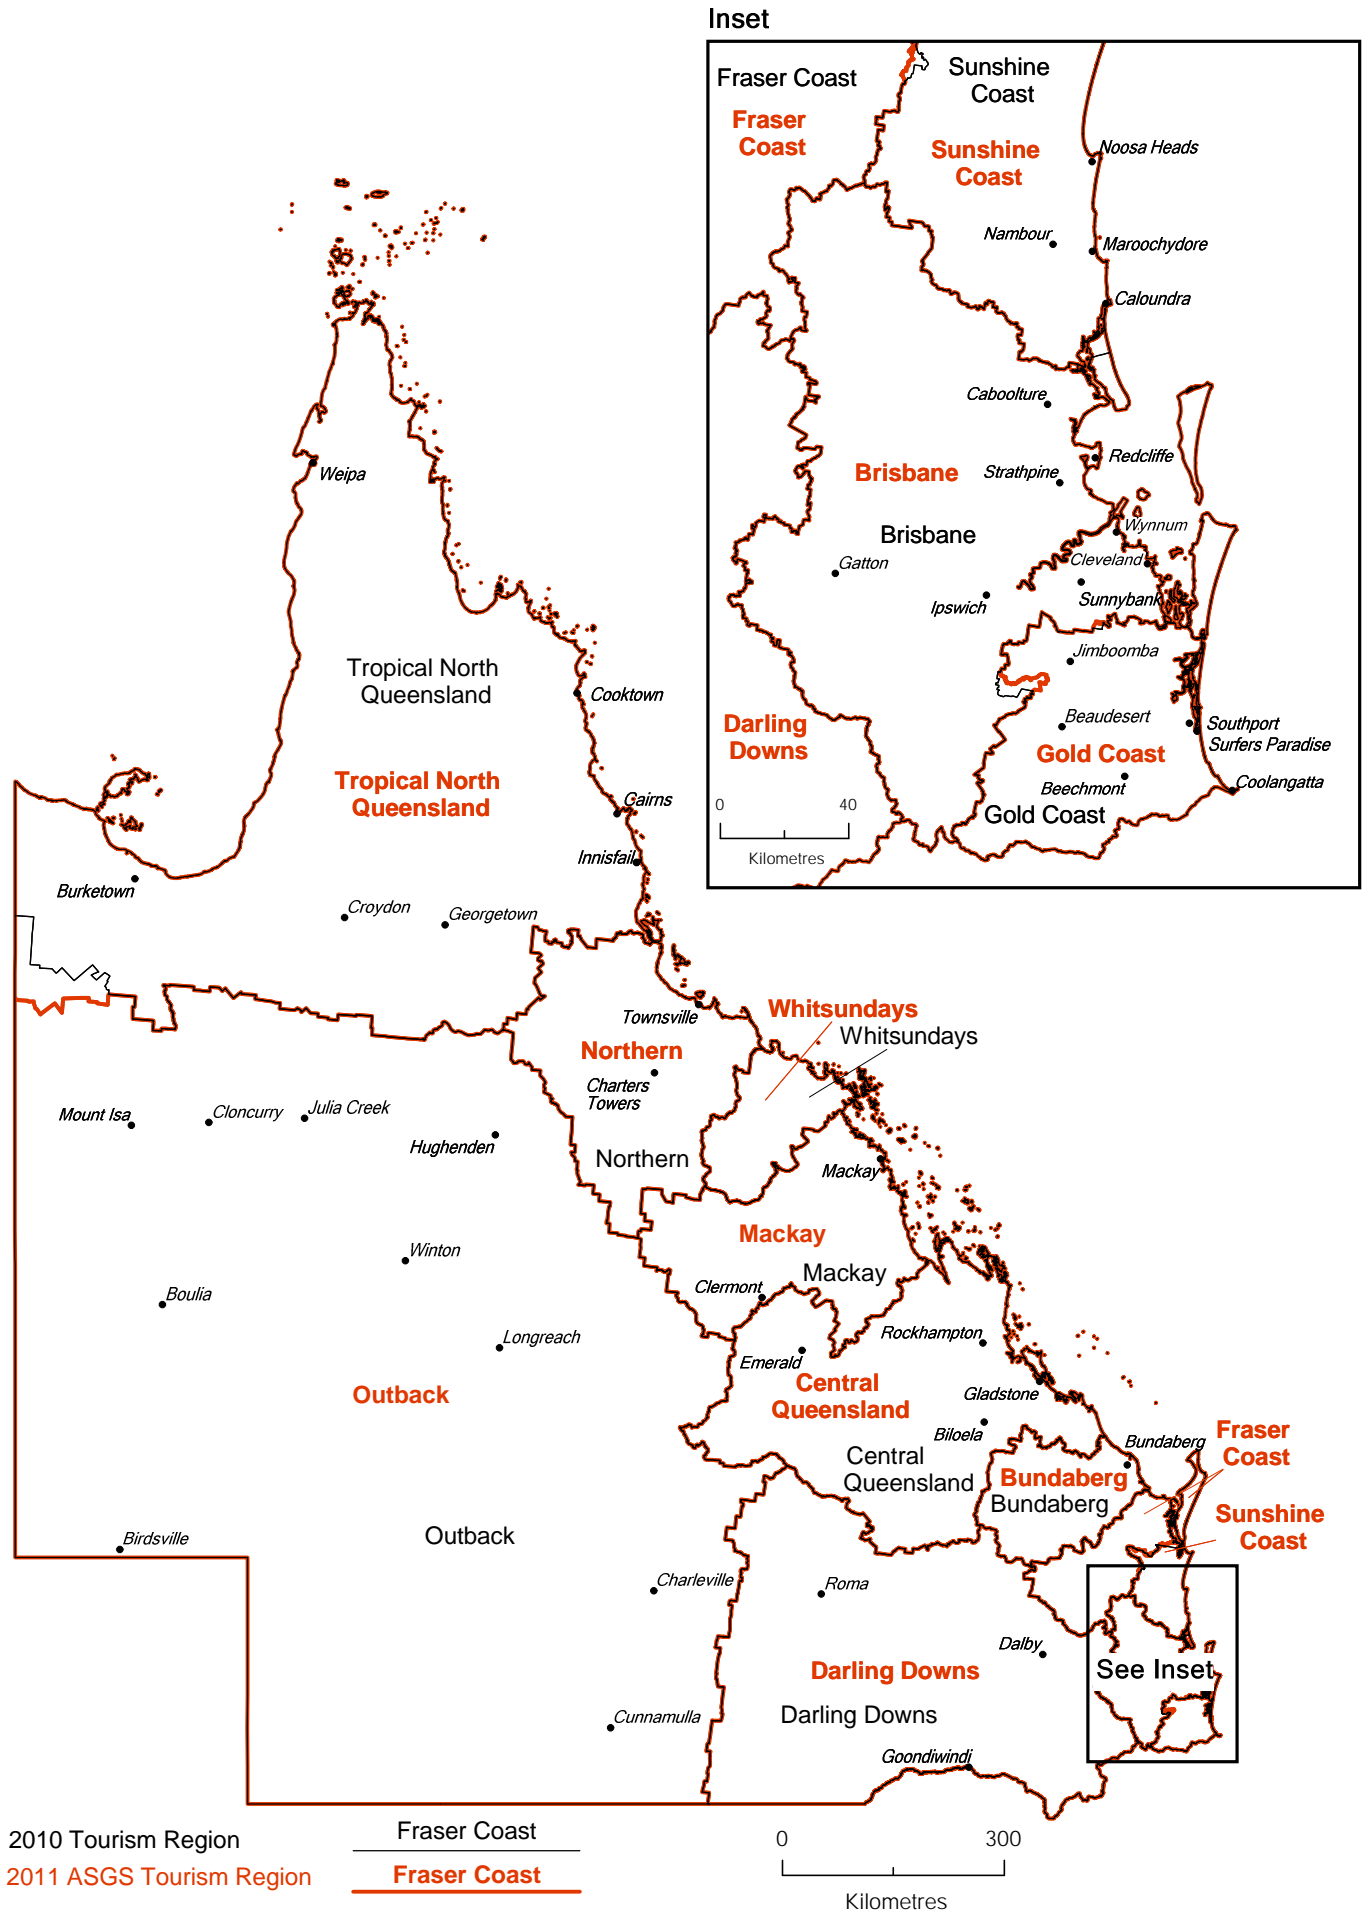 Inset
Fraser Coast
Sunshine
Coast
Fraser
Coast
Sunshine
Coast
Noosa Heads
Nambour
Maroochydore
Caloundra
Caboolture
Redcliffe
Brisbane
Strathpine
Wynnum
Brisbane
Gatton
Cleveland
Ipswich
Sunnybank
Jimboomba
Darling
Downs
Beaudesert
Southport
Surfers Paradise
Gold Coast
Beechmont
Coolangatta
Gold Coast
0 40
Kilometres
Weipa
Tropical North
Queensland
Cooktown
Tropical North
Queensland
Cairns
Innisfail
Burketown
Croydon
Georgetown
Townsville
Whitsundays
Whitsundays
Northern
Charters
Towers
Mount Isa
Cloncurry
Julia Creek
Hughenden
Northern
Mackay
Mackay
Winton
Mackay
Clermont
Boulia
Longreach
Rockhampton
Emerald
Outback
Central
Queensland
Gladstone
Biloela
Bundaberg
Fraser
Coast
Central
Queensland
Bundaberg
Bundaberg
Sunshine
Coast
Birdsville
Outback
Charleville
Roma
Dalby
See Inset
Darling Downs
Darling Downs
Cunnamulla
Goondiwindi
2010 Tourism Region
Fraser Coast
2011 ASGS Tourism Region
Fraser Coast
0 300
Kilometres